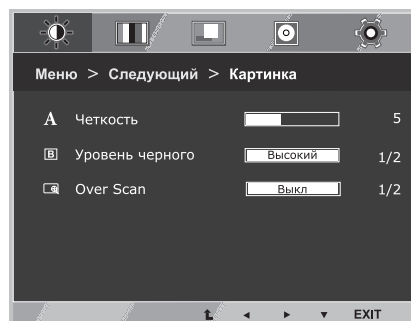 Меню > Следующий > Картинка
A Четкость 5
B Уровень черного Высокий 1/2
Over Scan Выкл 1/2
EXIT